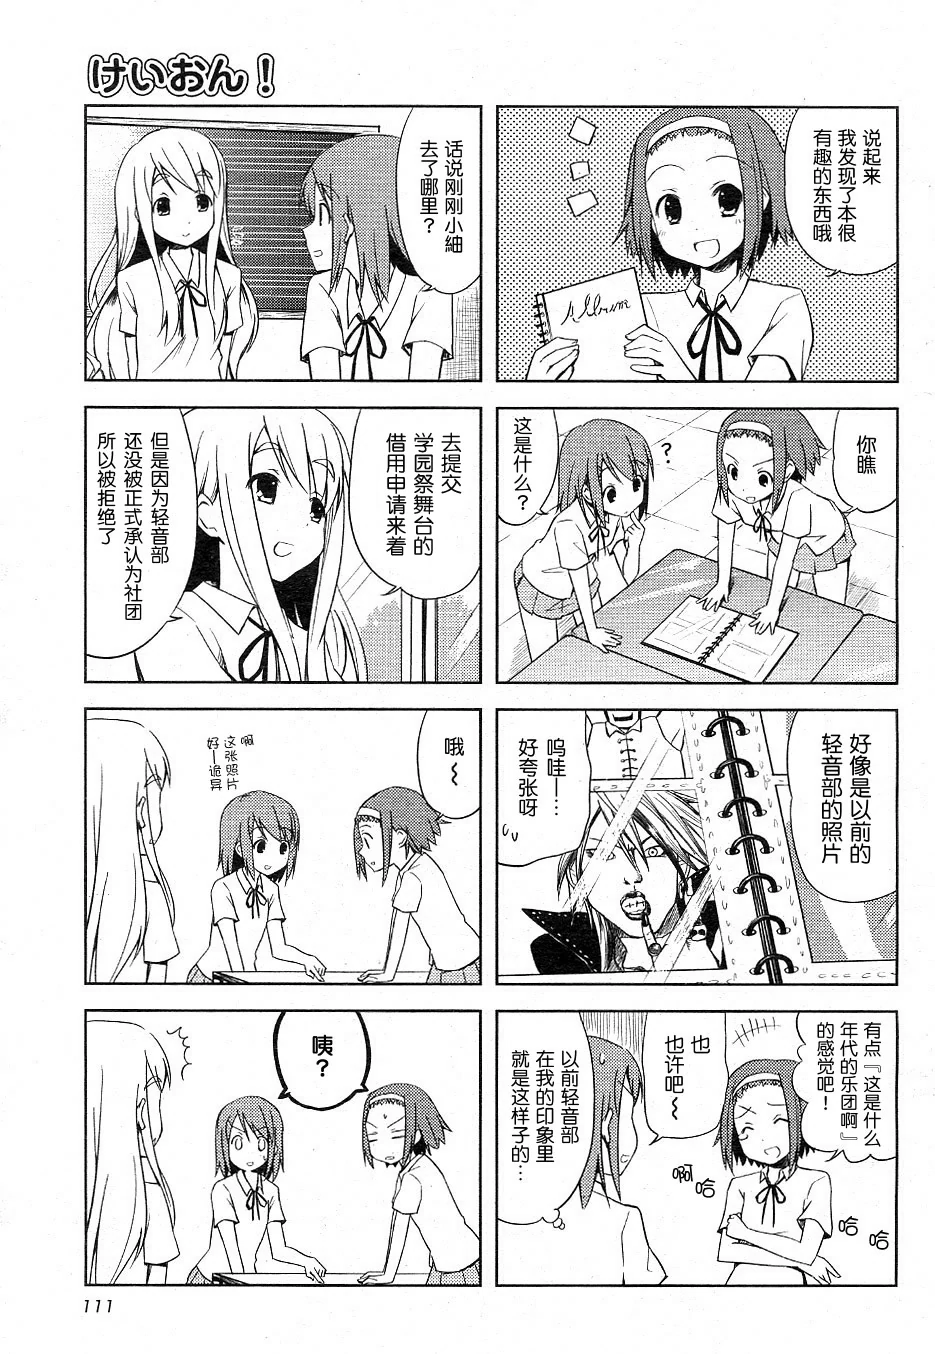 けいおん！
说起来
我发现了本很
有趣的东西哦
Album
你
瞧
？
这是什么？
好像是以前的
轻音部的照片
呜哇——…
好夸张呀
有点『这是什么
年代的乐团啊』
的感觉吧！
哈
哈
啊哈
也
也许吧～
以前轻音部
在我的印象里
就是这样子的…
话说刚刚小䌷
去了哪里？
去提交
学园祭舞台的
借用申请来着
但是因为轻音部
还没被正式承认为社团
所以被拒绝了
哦～
啊
这张照片
好—诡异
咦？
111